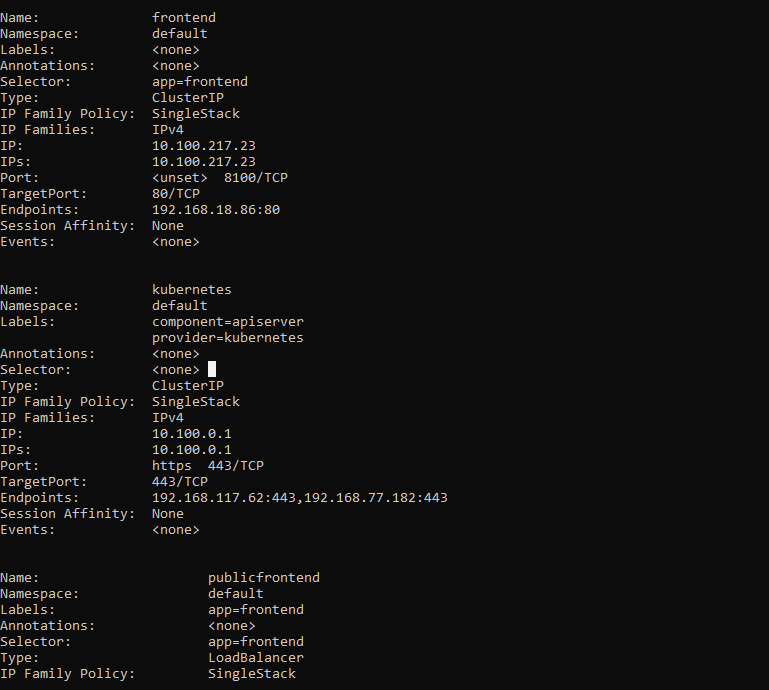 Name:              frontend
Namespace:         default
Labels:            <none>
Annotations:       <none>
Selector:          app=frontend
Type:              ClusterIP
IP Family Policy:  SingleStack
IP Families:       IPv4
IP:                10.100.217.23
IPs:               10.100.217.23
Port:              <unset>  8100/TCP
TargetPort:        80/TCP
Endpoints:         192.168.18.86:80
Session Affinity:  None
Events:            <none>
Name:              kubernetes
Namespace:         default
Labels:            component=apiserver
                   provider=kubernetes
Annotations:       <none>
Selector:          <none>
Type:              ClusterIP
IP Family Policy:  SingleStack
IP Families:       IPv4
IP:                10.100.0.1
IPs:               10.100.0.1
Port:              https  443/TCP
TargetPort:        443/TCP
Endpoints:         192.168.117.62:443,192.168.77.182:443
Session Affinity:  None
Events:            <none>
Name:                     publicfrontend
Namespace:                default
Labels:                   app=frontend
Annotations:              <none>
Selector:                 app=frontend
Type:                     LoadBalancer
IP Family Policy:         SingleStack